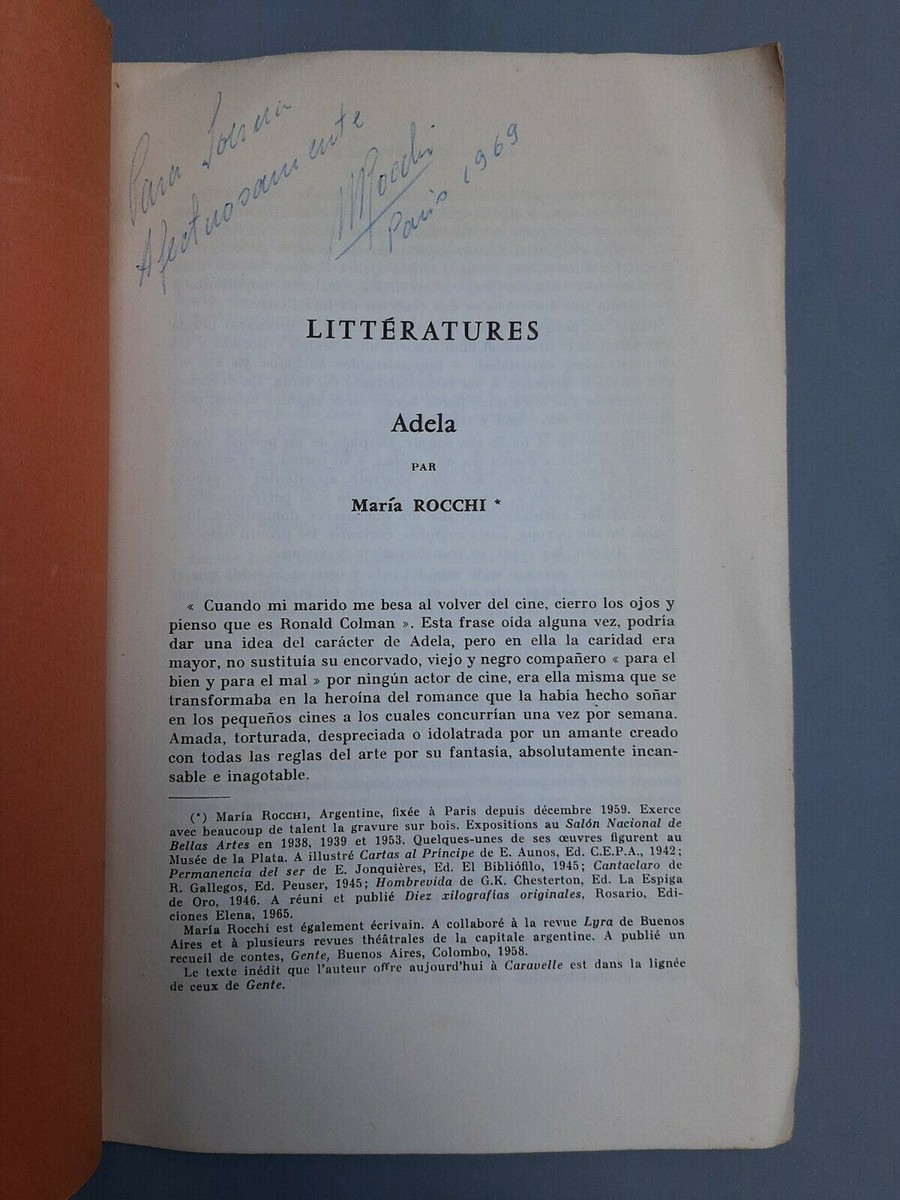 Para
Afectuosamente
MRocchi
París 1969
LITTÉRATURES
Adela
PAR
María ROCCHI *
« Cuando mi marido me besa al volver del cine, cierro los ojos y
pienso que es Ronald Colman ». Esta frase oída alguna vez, podría
dar una idea del carácter de Adela, pero en ella la caridad era
mayor, no sustituía su encorvado, viejo y negro compañero « para el
bien y para el mal » por ningún actor de cine, era ella misma que se
transformaba en la heroína del romance que la había hecho soñar
en los pequeños cines a los cuales concurrían una vez por semana.
Amada, torturada, despreciada o idolatrada por un amante creado
con todas las reglas del arte por su fantasía, absolutamente incan-
sable e inagotable.
(*) María ROCCHI, Argentine, fixée à Paris depuis décembre 1959. Exerce
avec beaucoup de talent la gravure sur bois. Expositions au Salón Nacional de
Bellas Artes en 1938, 1939 et 1953. Quelques-unes de ses œuvres figurent au
Musée de la Plata. A illustré Cartas al Príncipe de E. Aunos, Ed. C.E.P.A., 1942;
Permanencia del ser de E. Jonquières, Ed. El Bibliófilo, 1945; Cantaclaro de
R. Gallegos, Ed. Peuser, 1945; Hombrevida de G.K. Chesterton, Ed. La Espiga
de Oro, 1946. A réuni et publié Diez xilografías originales, Rosario, Edi-
ciones Elena, 1965.
María Rocchi est également écrivain. A collaboré à la revue Lyra de Buenos
Aires et à plusieurs revues théâtrales de la capitale argentine. A publié un
recueil de contes, Gente, Buenos Aires, Colombo, 1958.
Le texte inédit que l'auteur offre aujourd'hui à Caravelle est dans la lignée
de ceux de Gente.